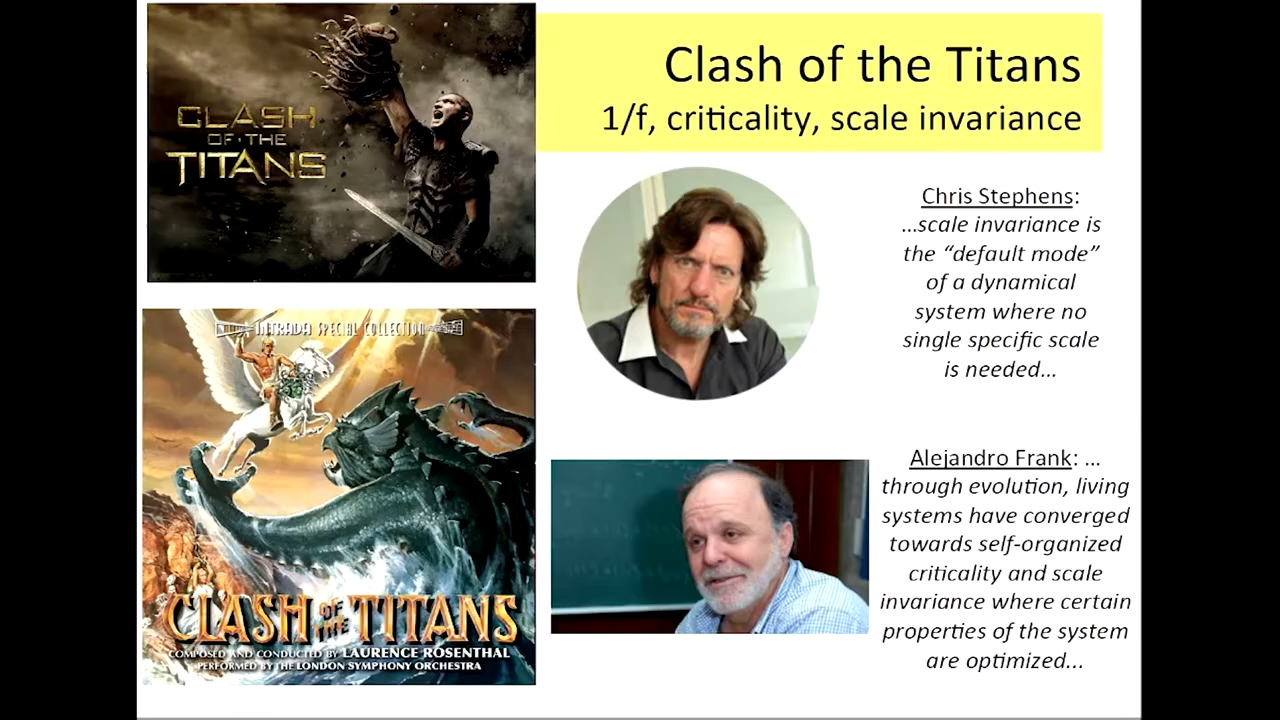 CLASH
OF THE
TITANS
Clash of the Titans
1/f, criticality, scale invariance
Chris Stephens:
...scale invariance is
the “default mode”
of a dynamical
system where no
single specific scale
is needed...
INTRADA SPECIAL COLLECTION
CLASH OF THE TITANS
COMPOSED AND CONDUCTED BY LAURENCE ROSENTHAL
PERFORMED BY THE LONDON SYMPHONY ORCHESTRA
Alejandro Frank: ...
through evolution, living
systems have converged
towards self-organized
criticality and scale
invariance where certain
properties of the system
are optimized...